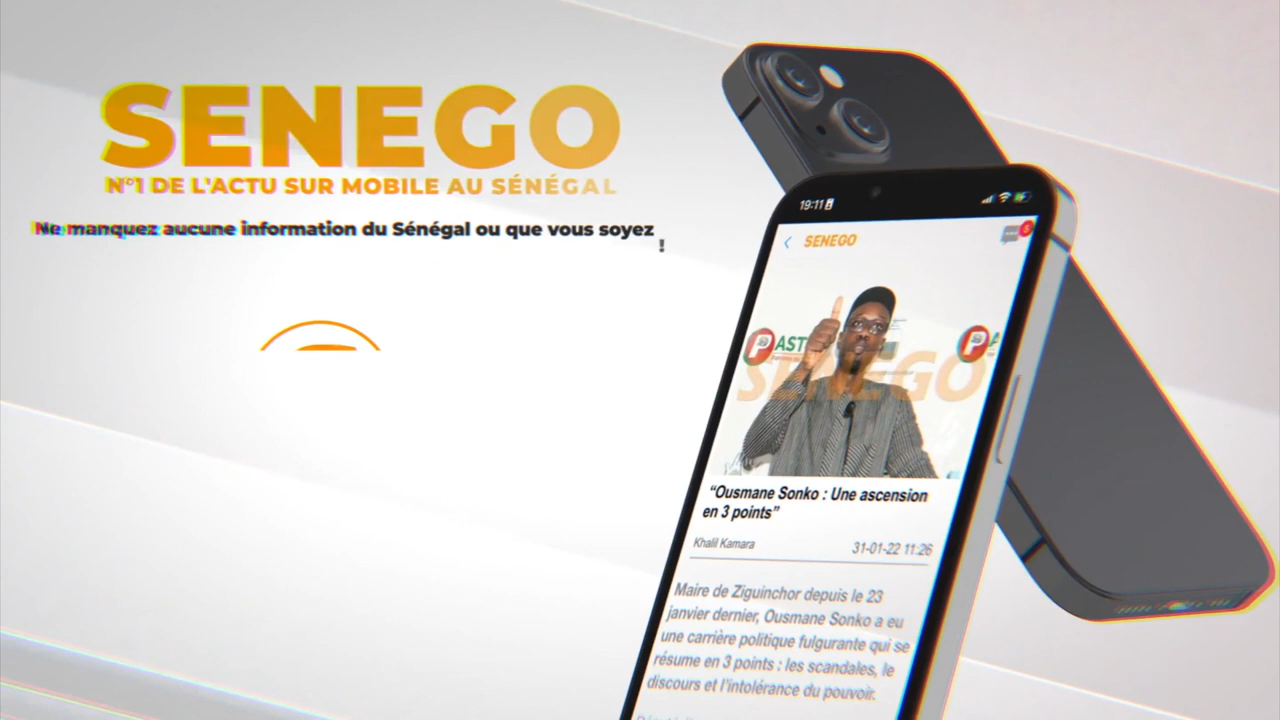 SENEGO
N°1 DE L'ACTU SUR MOBILE AU SÉNÉGAL
Ne manquez aucune information du Sénégal ou que vous soyez
!
19:11
SENEGO
5
PAST
P
SENEGO
“Ousmane Sonko : Une ascension
en 3 points”
Khalil Kamara
31-01-22 11:26
Maire de Ziguinchor depuis le 23
janvier dernier, Ousmane Sonko a eu
une carrière politique fulgurante qui se
résume en 3 points : les scandales, le
discours et l'intolérance du pouvoir.